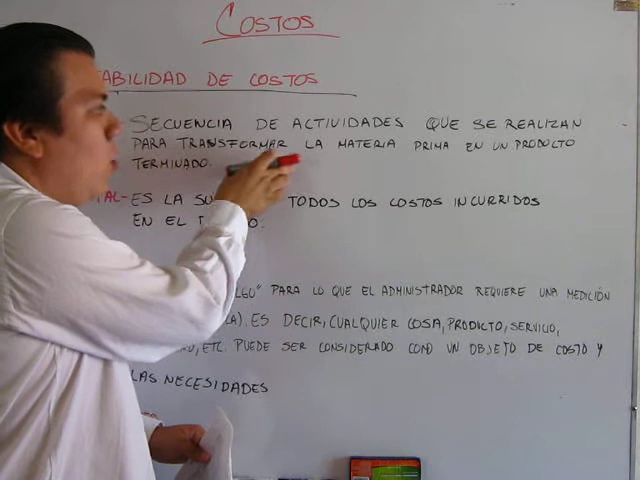 COSTOS
ABILIDAD DE COSTOS
SECUENCIA DE ACTIVIDADES QUE SE REALIZAN
PARA TRANSFORMAR LA MATERIA PRIMA EN UN PRODUCTO
TERMINADO.
TAL- ES LA TODOS LOS COSTOS INCURRIDOS
EN EL
LGO" PARA LO QUE EL ADMINISTRADOR REQUIERE UNA MEDICIÓN
LA). ES DECIR, CUALQUIER COSA, PRODUCTO, SERVICIO,
, ETC. PUEDE SER CONSIDERADO COMO UN OBJETO DE COSTO Y
LAS NECESIDADES